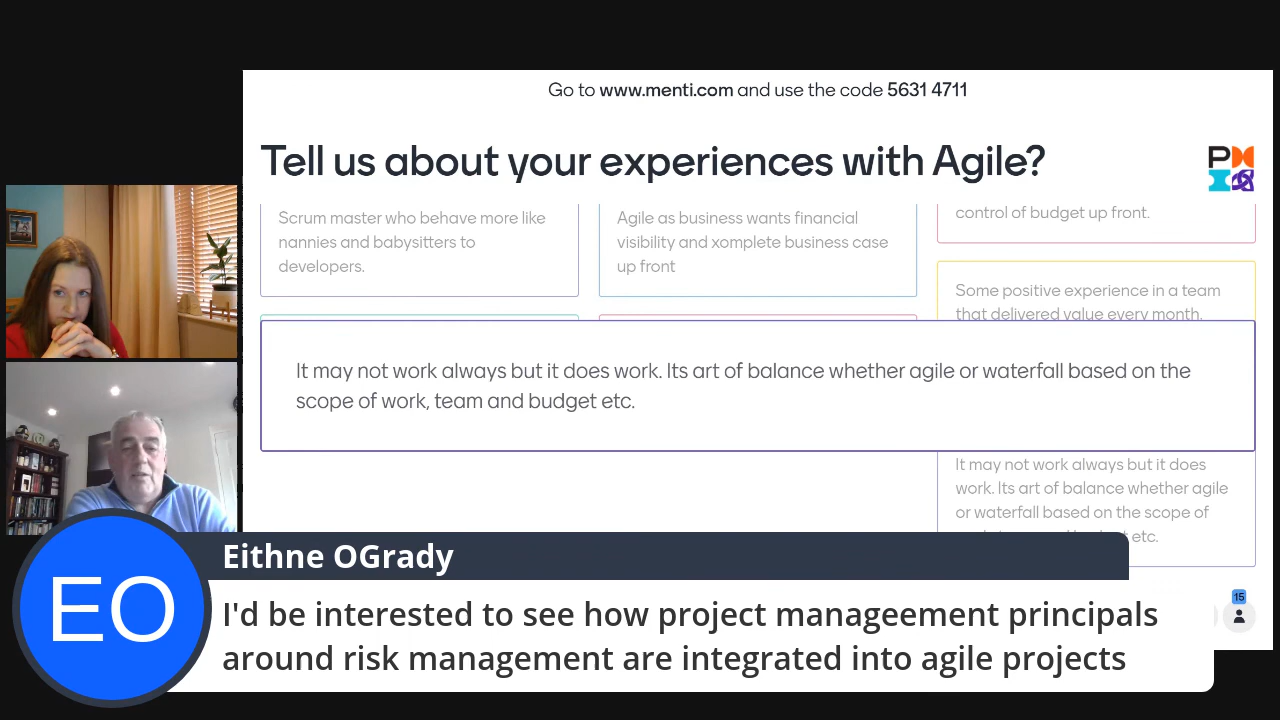 Go to www.menti.com and use the code 5631 4711
Tell us about your experiences with Agile?
PM
Scrum master who behave more like
nannies and babysitters to
developers.
Agile as business wants financial
visibility and xomplete business case
up front
control of budget up front.
Some positive experience in a team
that delivered value every month.
It may not work always but it does work. Its art of balance whether agile or waterfall based on the
scope of work, team and budget etc.
It may not work always but it does
work. Its art of balance whether agile
or waterfall based on the scope of
etc.
15
EO
Eithne OGrady
I'd be interested to see how project manageement principals
around risk management are integrated into agile projects